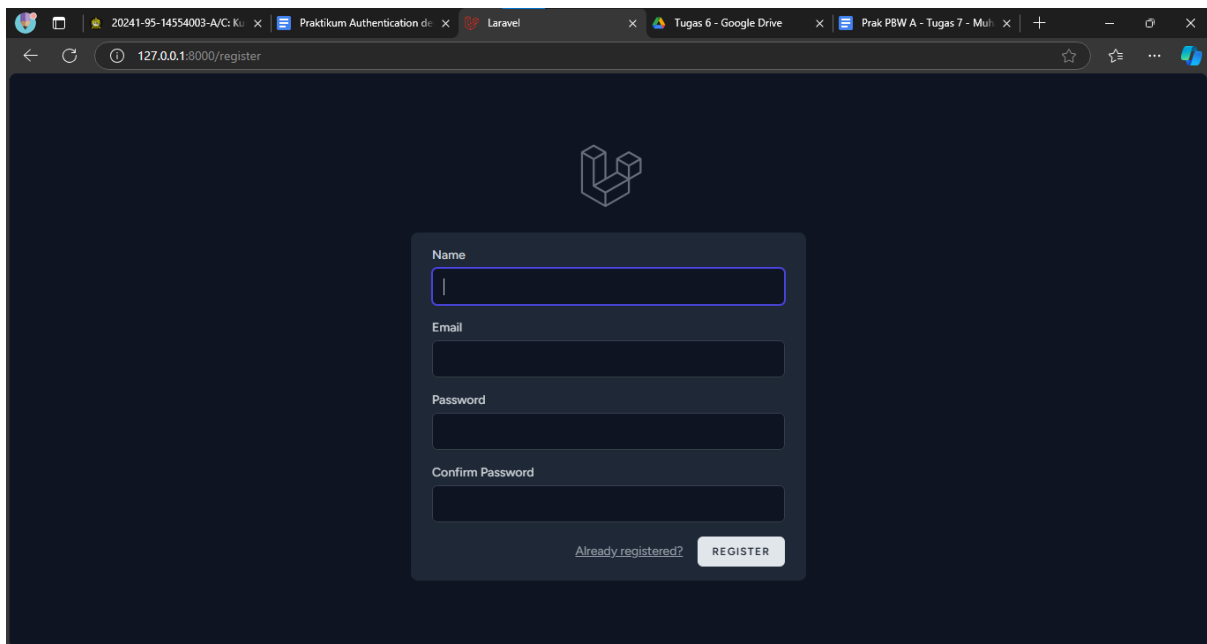 20241-95-14554003-A/C: Ku
Praktikum Authentication de
Laravel
Tugas 6 - Google Drive
Prak PBW A - Tugas 7 - Muh
127.0.0.1:8000/register
Name
Email
Password
Confirm Password
Already registered?
REGISTER